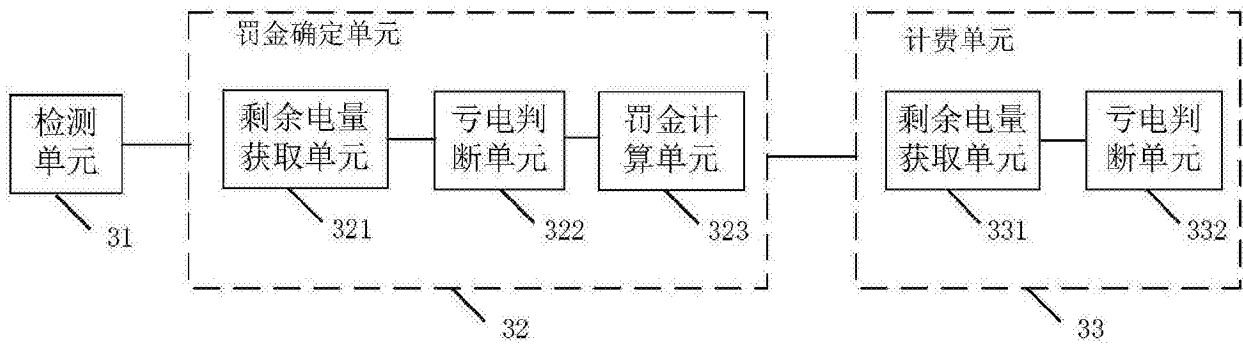 罚金确定单元
计费单元
检测
单元
剩余电量
获取单元
亏电判
断单元
罚金计
算单元
剩余电量
获取单元
亏电判
断单元
31
321
322
323
331
332
32
33